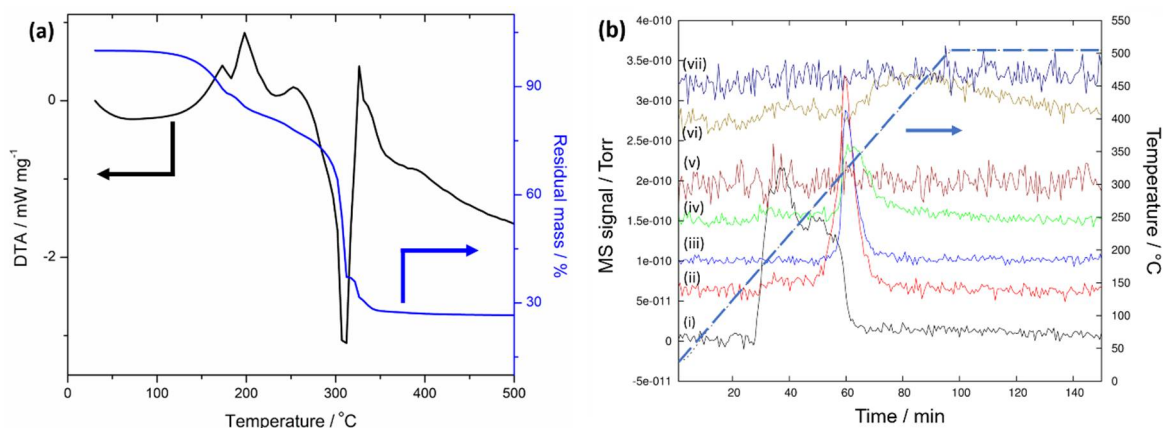 (a)
0
-2
DTA / mW mg-1
0
100
200
300
400
500
Temperature / °C
90
60
30
Residual mass / %
(b)
4e-010
3.5e-010
3e-010
2.5e-010
2e-010
1.5e-010
1e-010
5e-011
0
-5e-011
MS signal / Torr
(vii)
(vi)
(v)
(iv)
(iii)
(ii)
(i)
20
40
60
80
100
120
140
Time / min
550
500
450
400
350
300
250
200
150
100
50
0
Temperature / °C